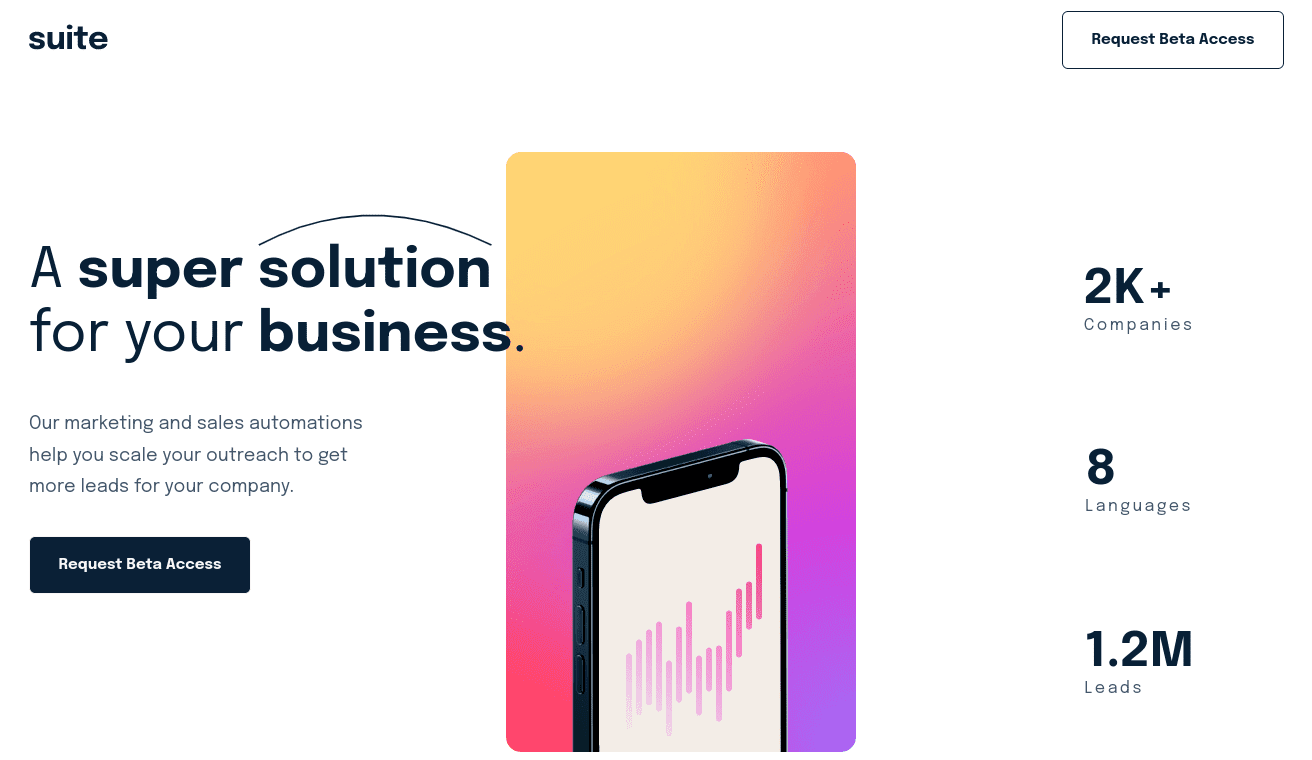 suite
Request Beta Access
A super solution
for your business.
Our marketing and sales automations
help you scale your outreach to get
more leads for your company.
Request Beta Access
2K+
Companies
8
Languages
1.2M
Leads